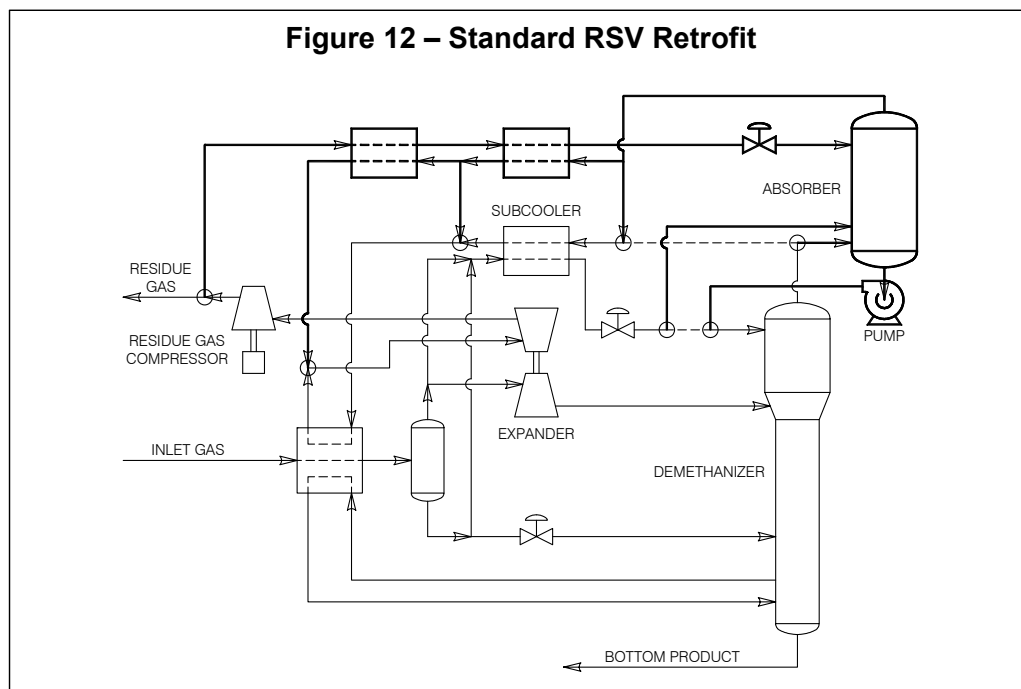 Figure 12 – Standard RSV Retrofit
ABSORBER
SUBCOOLER
RESIDUE
GAS
PUMP
RESIDUE GAS
COMPRESSOR
EXPANDER
INLET GAS
DEMETHANIZER
BOTTOM PRODUCT